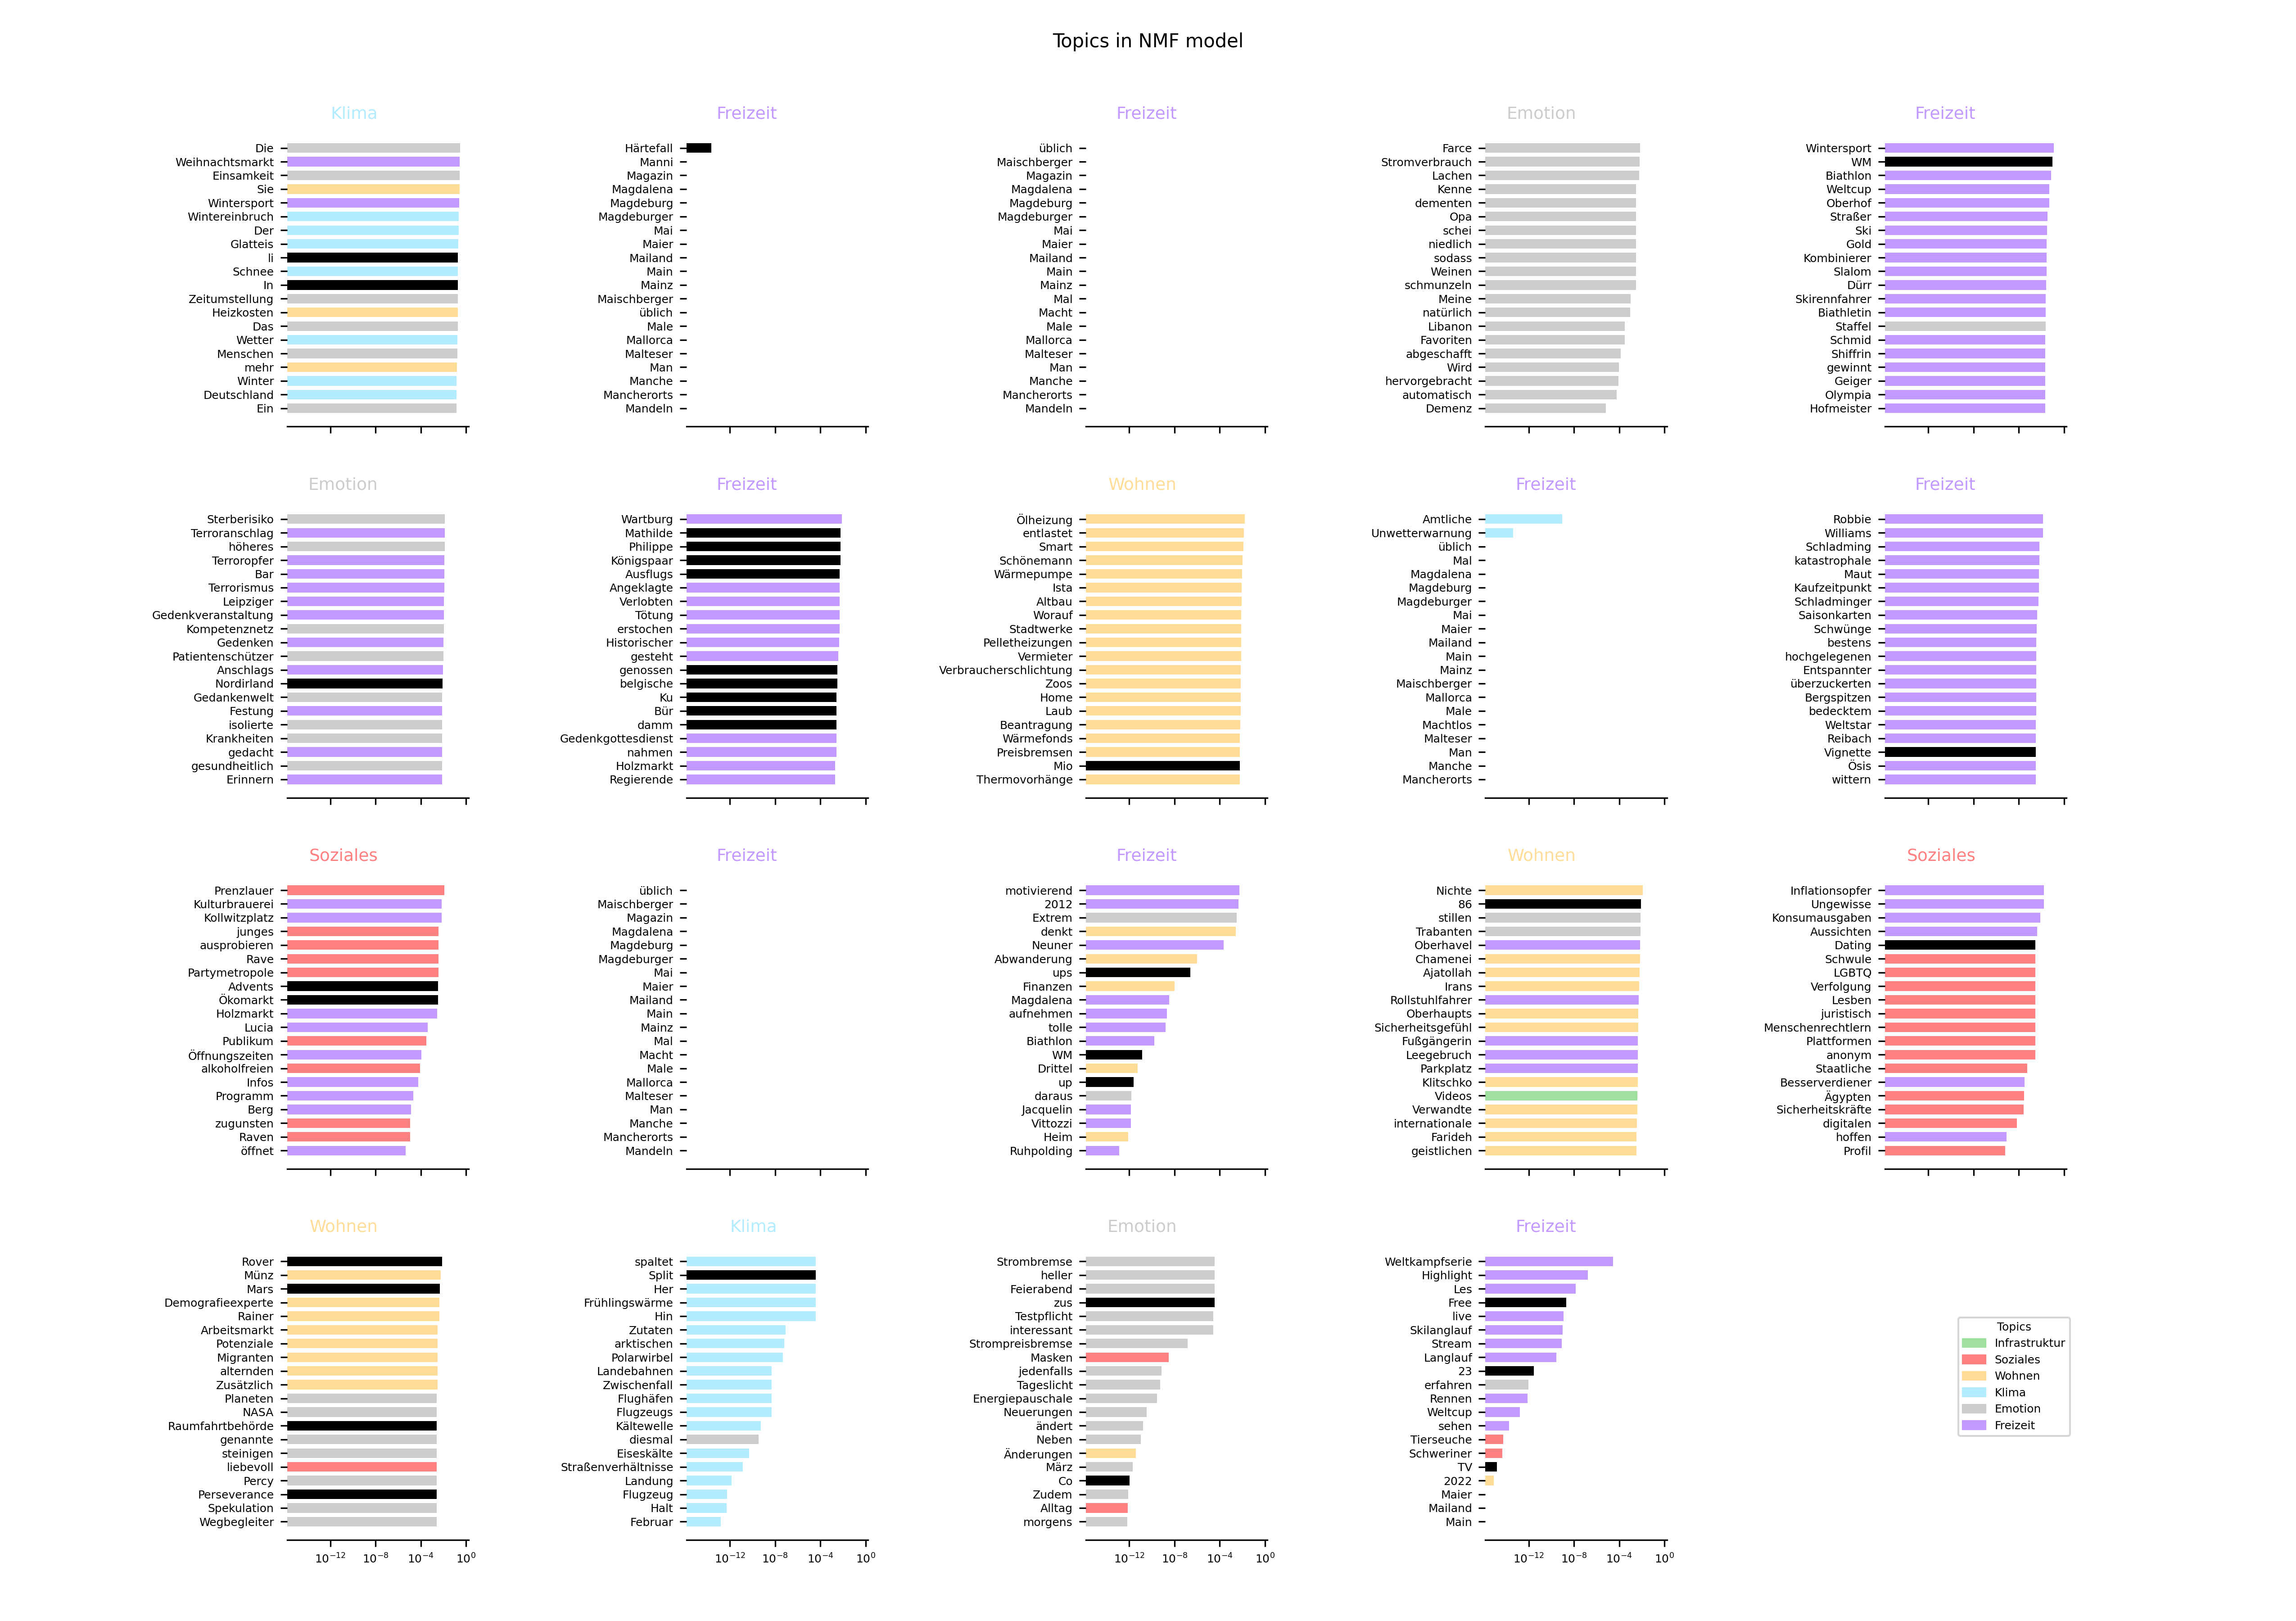 Topics in NMF model
Klima
Die
Weihnachtsmarkt
Einsamkeit
Sie
Wintersport
Wintereinbruch
Der
Glatteis
li
Schnee
In
Zeitumstellung
Heizkosten
Das
Wetter
Menschen
mehr
Winter
Deutschland
Ein
Freizeit
Härtefall
Manni
Magazin
Magdalena
Magdeburg
Magdeburger
Mai
Maier
Mailand
Main
Mainz
Maischberger
üblich
Male
Mallorca
Malteser
Man
Manche
Mancherorts
Mandeln
Freizeit
üblich
Maischberger
Magazin
Magdalena
Magdeburg
Magdeburger
Mai
Maier
Mailand
Main
Mainz
Mal
Macht
Male
Mallorca
Malteser
Man
Manche
Mancherorts
Mandeln
Emotion
Farce
Stromverbrauch
Lachen
Kenne
dementen
Opa
schei
niedlich
sodass
Weinen
schmunzeln
Meine
natürlich
Libanon
Favoriten
abgeschafft
Wird
hervorgebracht
automatisch
Demenz
Freizeit
Wintersport
WM
Biathlon
Weltcup
Oberhof
Straßer
Ski
Gold
Kombinierer
Slalom
Dürr
Skirennfahrer
Biathletin
Staffel
Schmid
Shiffrin
gewinnt
Geiger
Olympia
Hofmeister
Emotion
Sterberisiko
Terroranschlag
höheres
Terroropfer
Bar
Terrorismus
Leipziger
Gedenkveranstaltung
Kompetenznetz
Gedenken
Patientenschützer
Anschlags
Nordirland
Gedankenwelt
Festung
isolierte
Krankheiten
gedacht
gesundheitlich
Erinnern
Freizeit
Wartburg
Mathilde
Philippe
Königspaar
Ausflugs
Angeklagte
Verlobten
Tötung
erstochen
Historischer
gesteht
genossen
belgische
Ku
Bür
damm
Gedenkgottesdienst
nahmen
Holzmarkt
Regierende
Wohnen
Ölheizung
entlastet
Smart
Schönemann
Wärmepumpe
Ista
Altbau
Worauf
Stadtwerke
Pelletheizungen
Vermieter
Verbraucherschlichtung
Zoos
Home
Laub
Beantragung
Wärmefonds
Preisbremsen
Mio
Thermovorhänge
Freizeit
Amtliche
Unwetterwarnung
üblich
Mal
Magdalena
Magdeburg
Magdeburger
Mai
Maier
Mailand
Main
Mainz
Maischberger
Mallorca
Male
Machtlos
Malteser
Man
Manche
Mancherorts
Freizeit
Robbie
Williams
Schladming
katastrophale
Maut
Kaufzeitpunkt
Schladminger
Saisonkarten
Schwünge
bestens
hochgelegenen
Entspannter
überzuckerten
Bergspitzen
bedecktem
Weltstar
Reibach
Vignette
Ösis
wittern
Soziales
Prenzlauer
Kulturbrauerei
Kollwitzplatz
junges
ausprobieren
Rave
Partymetropole
Advents
Ökomarkt
Holzmarkt
Lucia
Publikum
Öffnungszeiten
alkoholfreien
Infos
Programm
Berg
zugunsten
Raven
öffnet
Freizeit
üblich
Maischberger
Magazin
Magdalena
Magdeburg
Magdeburger
Mai
Maier
Mailand
Main
Mainz
Mal
Macht
Male
Mallorca
Malteser
Man
Manche
Mancherorts
Mandeln
Freizeit
motivierend
2012
Extrem
denkt
Neuner
Abwanderung
ups
Finanzen
Magdalena
aufnehmen
tolle
Biathlon
WM
Drittel
up
daraus
Jacquelin
Vittozzi
Heim
Ruhpolding
Wohnen
Nichte
86
stillen
Trabanten
Oberhavel
Chamenei
Ajatollah
Irans
Rollstuhlfahrer
Oberhaupts
Sicherheitsgefühl
Fußgängerin
Leegebruch
Parkplatz
Klitschko
Videos
Verwandte
internationale
Farideh
geistlichen
Soziales
Inflationsopfer
Ungewisse
Konsumausgaben
Aussichten
Dating
Schwule
LGBTQ
Verfolgung
Lesben
juristisch
Menschenrechtlern
Plattformen
anonym
Staatliche
Besserverdiener
Ägypten
Sicherheitskräfte
digitalen
hoffen
Profil
Wohnen
Rover
Münz
Mars
Demografieexperte
Rainer
Arbeitsmarkt
Potenziale
Migranten
alternden
Zusätzlich
Planeten
NASA
Raumfahrtbehörde
genannte
steinigen
liebevoll
Percy
Perseverance
Spekulation
Wegbegleiter
10⁻¹² 10⁻⁸ 10⁻⁴ 10⁰
Klima
spaltet
Split
Her
Frühlingswärme
Hin
Zutaten
arktischen
Polarwirbel
Landebahnen
Zwischenfall
Flughäfen
Flugzeugs
Kältewelle
diesmal
Eiseskälte
Straßenverhältnisse
Landung
Flugzeug
Halt
Februar
10⁻¹² 10⁻⁸ 10⁻⁴ 10⁰
Emotion
Strombremse
heller
Feierabend
zus
Testpflicht
interessant
Strompreisbremse
Masken
jedenfalls
Tageslicht
Energiepauschale
Neuerungen
ändert
Neben
Änderungen
März
Co
Zudem
Alltag
morgens
10⁻¹² 10⁻⁸ 10⁻⁴ 10⁰
Freizeit
Weltkampfserie
Highlight
Les
Free
live
Skilanglauf
Stream
Langlauf
23
erfahren
Rennen
Weltcup
sehen
Tierseuche
Schweriner
TV
2022
Maier
Mailand
Main
10⁻¹² 10⁻⁸ 10⁻⁴ 10⁰
Topics
Infrastruktur
Soziales
Wohnen
Klima
Emotion
Freizeit